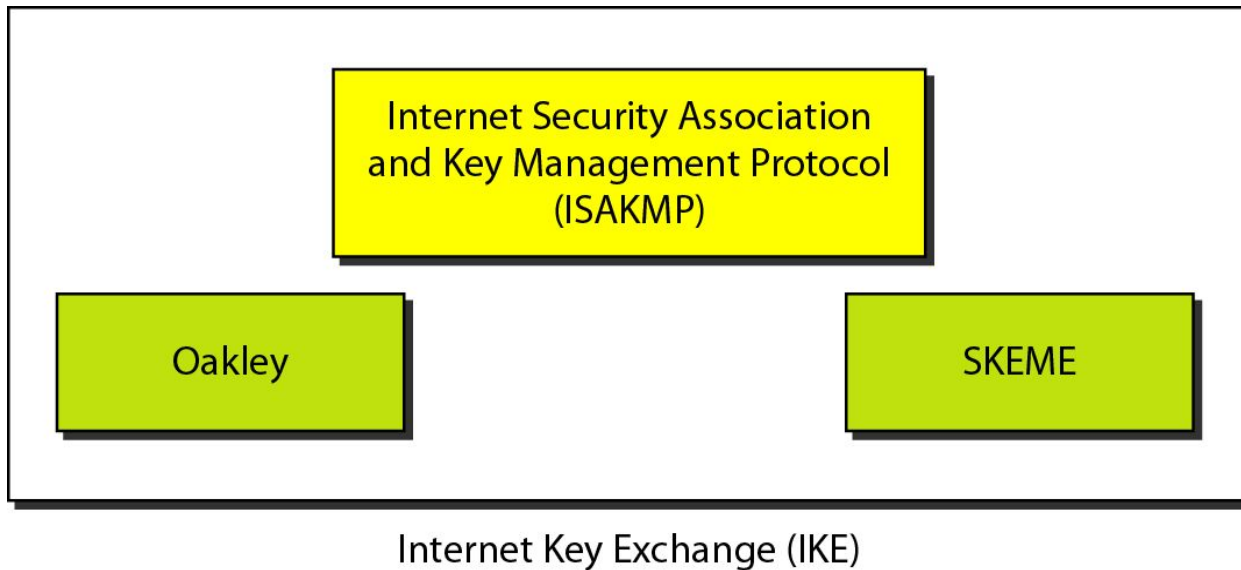 Internet Security Association
and Key Management Protocol
(ISAKMP)
Oakley
SKEME
Internet Key Exchange (IKE)